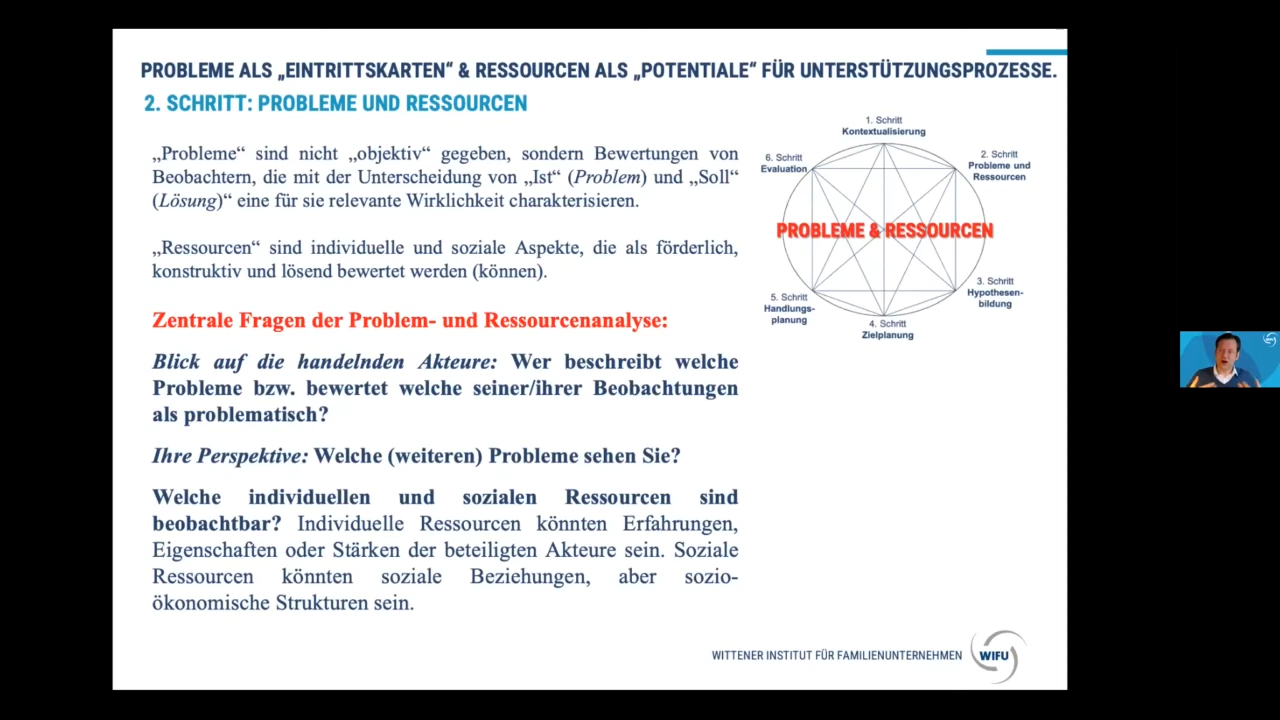 PROBLEME ALS „EINTRITTSKARTEN“ & RESSOURCEN ALS „POTENTIALE“ FÜR UNTERSTÜTZUNGSPROZESSE.
2. SCHRITT: PROBLEME UND RESSOURCEN
„Probleme“ sind nicht „objektiv“ gegeben, sondern Bewertungen von
Beobachtern, die mit der Unterscheidung von „Ist“ (Problem) und „Soll“
(Lösung)“ eine für sie relevante Wirklichkeit charakterisieren.
„Ressourcen“ sind individuelle und soziale Aspekte, die als förderlich,
konstruktiv und lösend bewertet werden (können).
Zentrale Fragen der Problem- und Ressourcenanalyse:
Blick auf die handelnden Akteure: Wer beschreibt welche
Probleme bzw. bewertet welche seiner/ihrer Beobachtungen
als problematisch?
Ihre Perspektive: Welche (weiteren) Probleme sehen Sie?
Welche individuellen und sozialen Ressourcen sind
beobachtbar? Individuelle Ressourcen könnten Erfahrungen,
Eigenschaften oder Stärken der beteiligten Akteure sein. Soziale
Ressourcen könnten soziale Beziehungen, aber sozio-
ökonomische Strukturen sein.
1. Schritt
Kontextualisierung
2. Schritt
Probleme und
Ressourcen
3. Schritt
Hypothesen-
bildung
4. Schritt
Zielplanung
5. Schritt
Handlungs-
planung
6. Schritt
Evaluation
PROBLEME & RESSOURCEN
WITTENER INSTITUT FÜR FAMILIENUNTERNEHMEN
WIFU